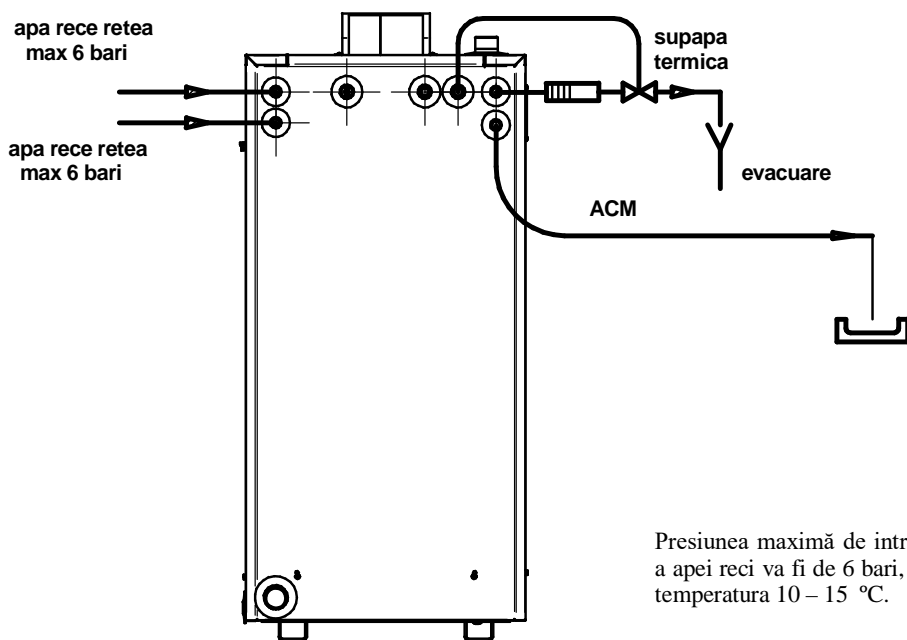 apa rece retea
max 6 bari
apa rece retea
max 6 bari
supapa
termica
evacuare
ACM
Presiunea maximă de intr
a apei reci va fi de 6 bari,
temperatura 10 – 15 ºC.